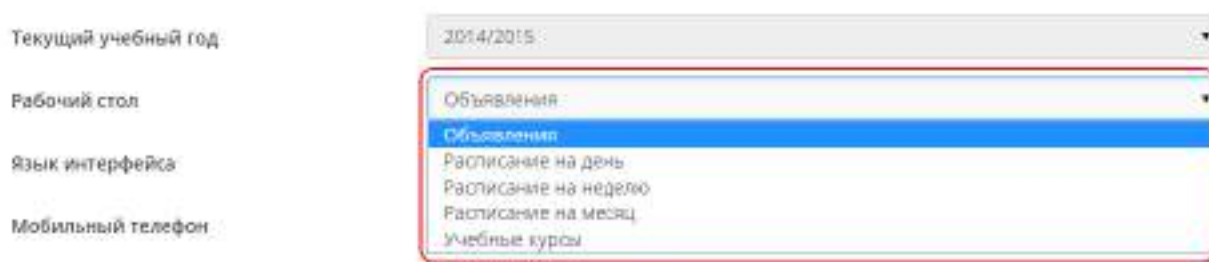 Текущий учебный год 2014/2015
Рабочий стол Объявления
Объявления
Язык интерфейса Расписание на день
Расписание на неделю
Мобильный телефон Расписание на месяц
Учебные курсы